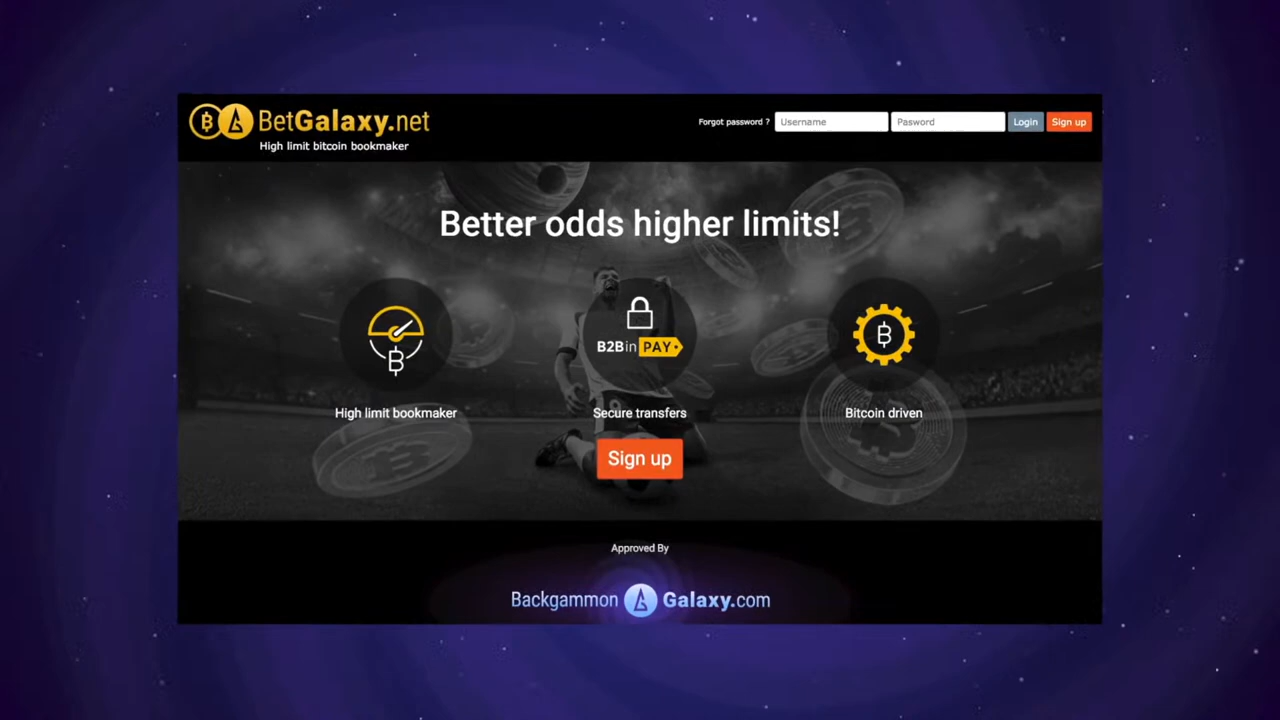 BetGalaxy.net
High limit bitcoin bookmaker
Forgot password ?
Username
Pasword
Login
Sign up
Better odds higher limits!
B2BinPAY
High limit bookmaker
Secure transfers
Bitcoin driven
Sign up
Approved By
Backgammon Galaxy.com